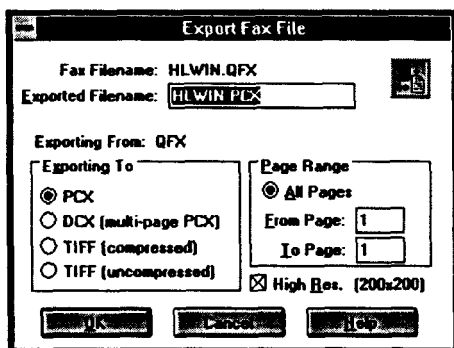 Export Fax File
Fax Filename: HLWIN.QFX
Exported Filename: HLWIN.PCX
Exporting From: QFX
Exporting To
PCX
DCX (multi-page PCX)
TIFF (compressed)
TIFF (uncompressed)
Page Range
All Pages
From Page: 1
To Page: 1
High Res. (200x200)
OK
Cancel
Help